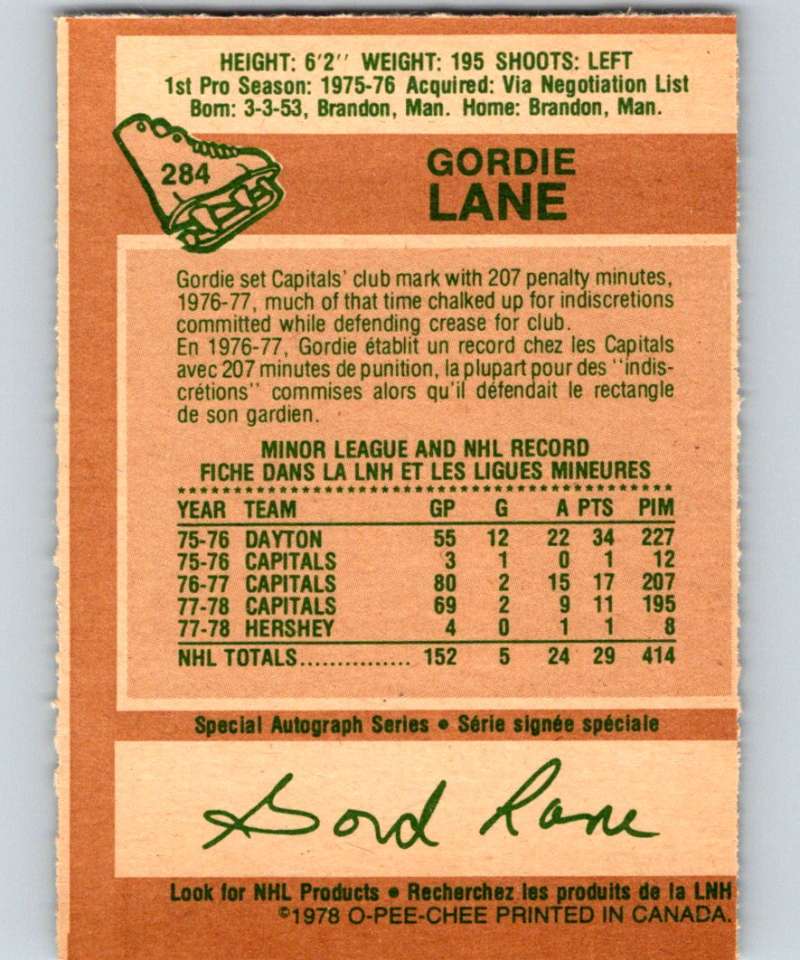 HEIGHT: 6'2'' WEIGHT: 195 SHOOTS: LEFT
1st Pro Season: 1975-76 Acquired: Via Negotiation List
Born: 3-3-53, Brandon, Man. Home: Brandon, Man.
284
GORDIE
LANE
Gordie set Capitals' club mark with 207 penalty minutes,
1976-77, much of that time chalked up for indiscretions
committed while defending crease for club.
En 1976-77, Gordie établit un record chez les Capitals
avec 207 minutes de punition, la plupart pour des "indis-
crétions" commises alors qu'il défendait le rectangle
de son gardien.
MINOR LEAGUE AND NHL RECORD
FICHE DANS LA LNH ET LES LIGUES MINEURES
YEAR TEAM GP G A PTS PIM
75-76 DAYTON 55 12 22 34 227
75-76 CAPITALS 3 1 0 1 12
76-77 CAPITALS 80 2 15 17 207
77-78 CAPITALS 69 2 9 11 195
77-78 HERSHEY 4 0 1 1 8
NHL TOTALS............... 152 5 24 29 414
Special Autograph Series • Série signée spéciale
Gord Lane
Look for NHL Products • Recherchez les produits de la LNH
©1978 O-PEE-CHEE PRINTED IN CANADA.